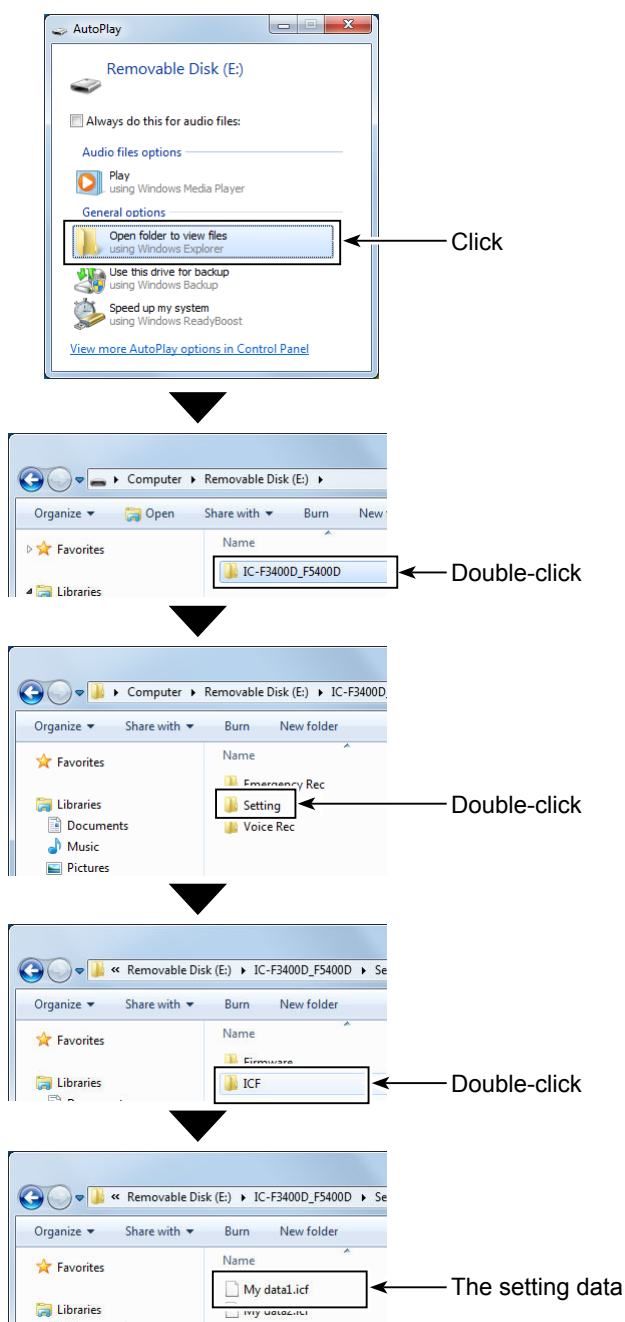 AutoPlay
Removable Disk (E:)
Always do this for audio files:
Audio files options
Play
using Windows Media Player
General options
Open folder to view files
using Windows Explorer
Click
Use this drive for backup
using Windows Backup
Speed up my system
using Windows ReadyBoost
View more AutoPlay options in Control Panel
Computer Removable Disk (E:)
Organize Open Share with Burn New
Favorites Name
IC-F3400D_F5400D Double-click
Libraries
Computer Removable Disk (E:) IC-F3400D_
Organize Share with Burn New folder
Favorites Name
Emergency Rec
Libraries Setting Double-click
Documents Voice Rec
Music
Pictures
« Removable Disk (E:) IC-F3400D_F5400D Se
Organize Share with Burn New folder
Favorites Name
Firmware
Libraries ICF Double-click
« Removable Disk (E:) IC-F3400D_F5400D Se
Organize Share with Burn New folder
Favorites Name
My data1.icf The setting data
Libraries My data2.icf